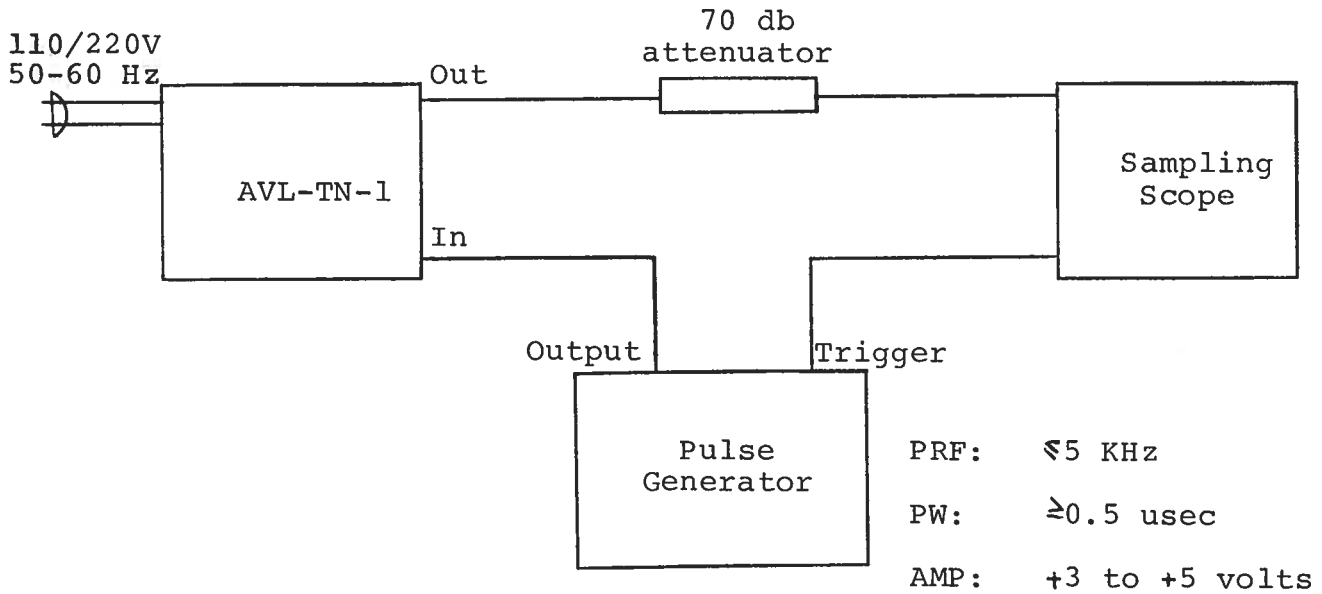 110/220V
50-60 Hz
Out
70 db
attenuator
AVL-TN-1
In
Sampling
Scope
Output
Trigger
Pulse
Generator
PRF: ≤5 KHz
PW: ≥0.5 usec
AMP: +3 to +5 volts